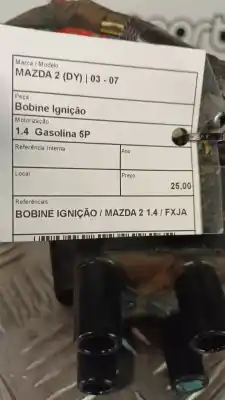 Marca / Modelo
MAZDA 2 (DY) | 03 - 07
Peça
Bobine Ignição
Motorização
1.4 Gasolina 5P
Referência Interna
Ano
Local
Preço
25,00
Referências
BOBINE IGNIÇÃO / MAZDA 2 1.4 / FXJA